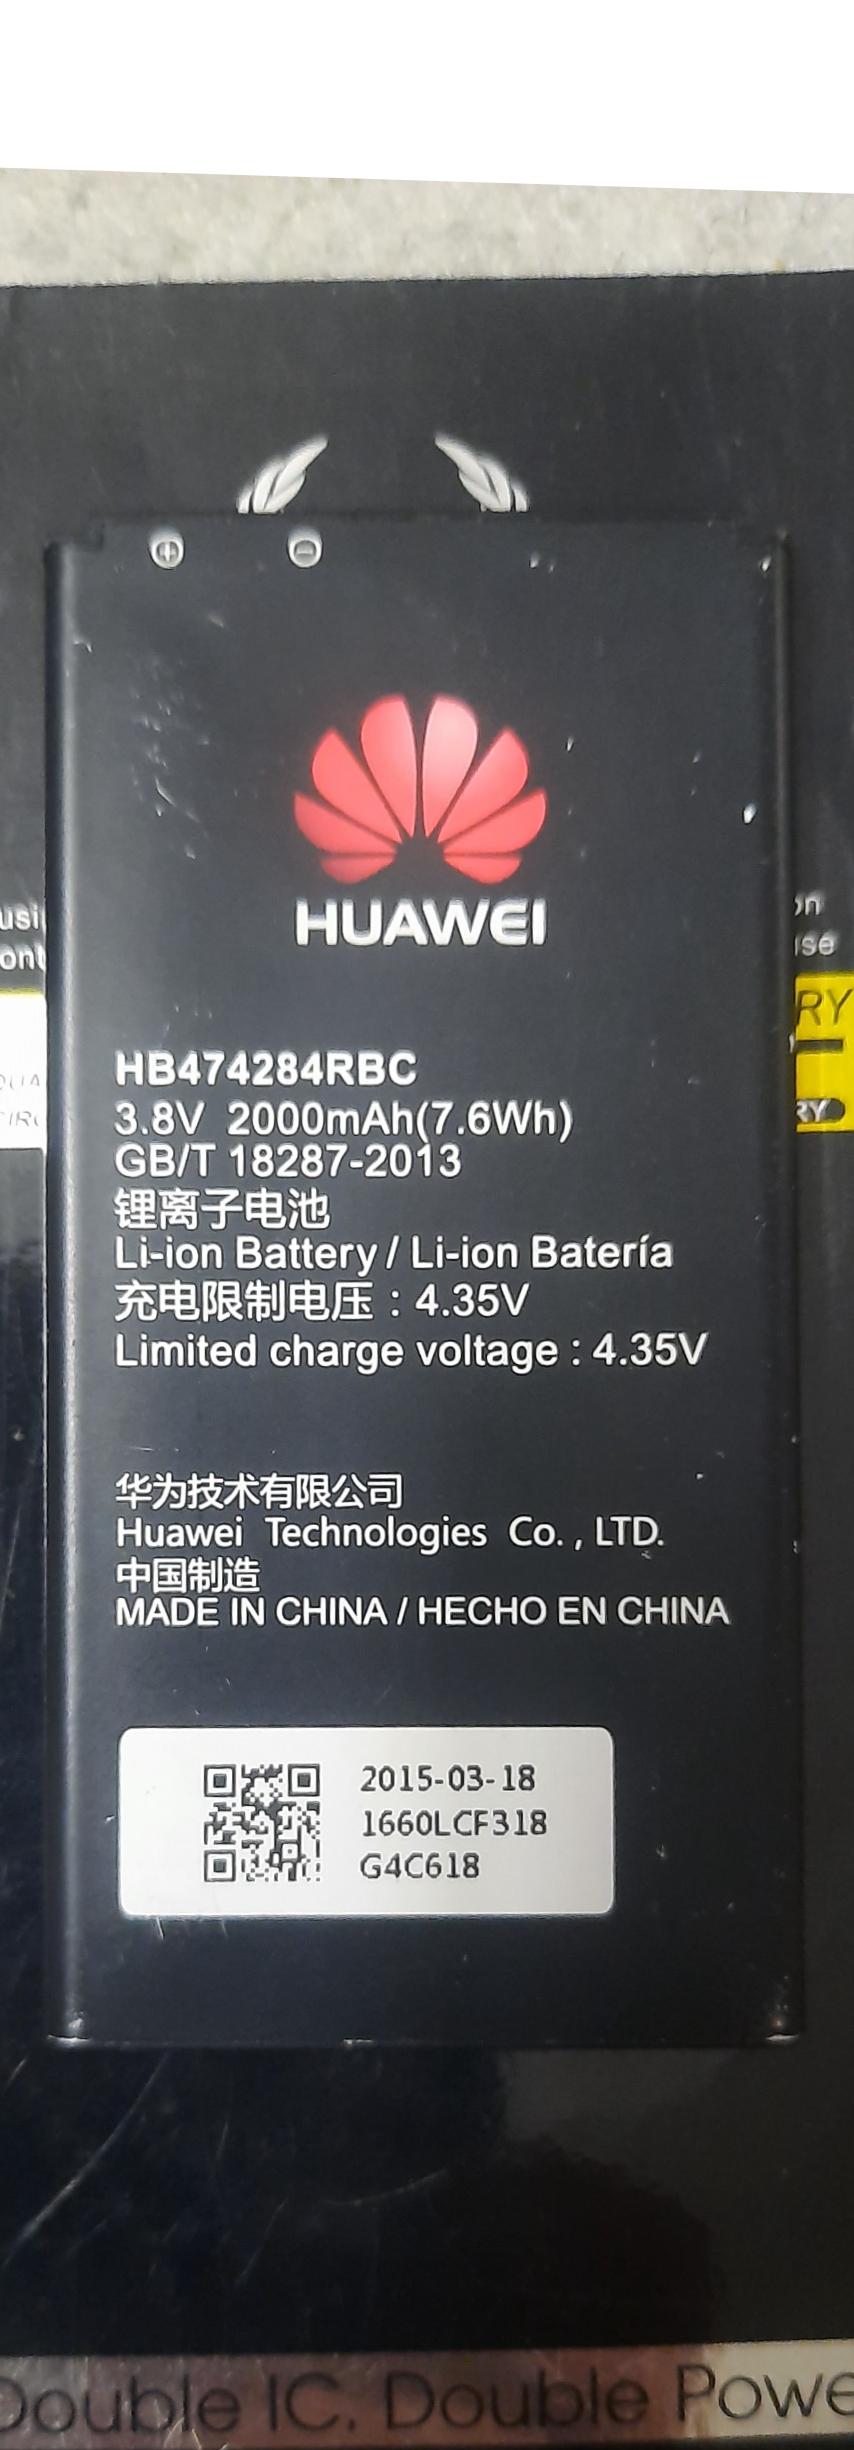 HUAWEI
HB474284RBC
3.8V 2000mAh(7.6Wh)
GB/T 18287-2013
锂离子电池
Li-ion Battery / Li-ion Batería
充电限制电压 : 4.35V
Limited charge voltage : 4.35V
华为技术有限公司
Huawei Technologies Co. , LTD.
中国制造
MADE IN CHINA / HECHO EN CHINA
2015-03-18
1660LCF318
G4C618
Double IC. Double Powe